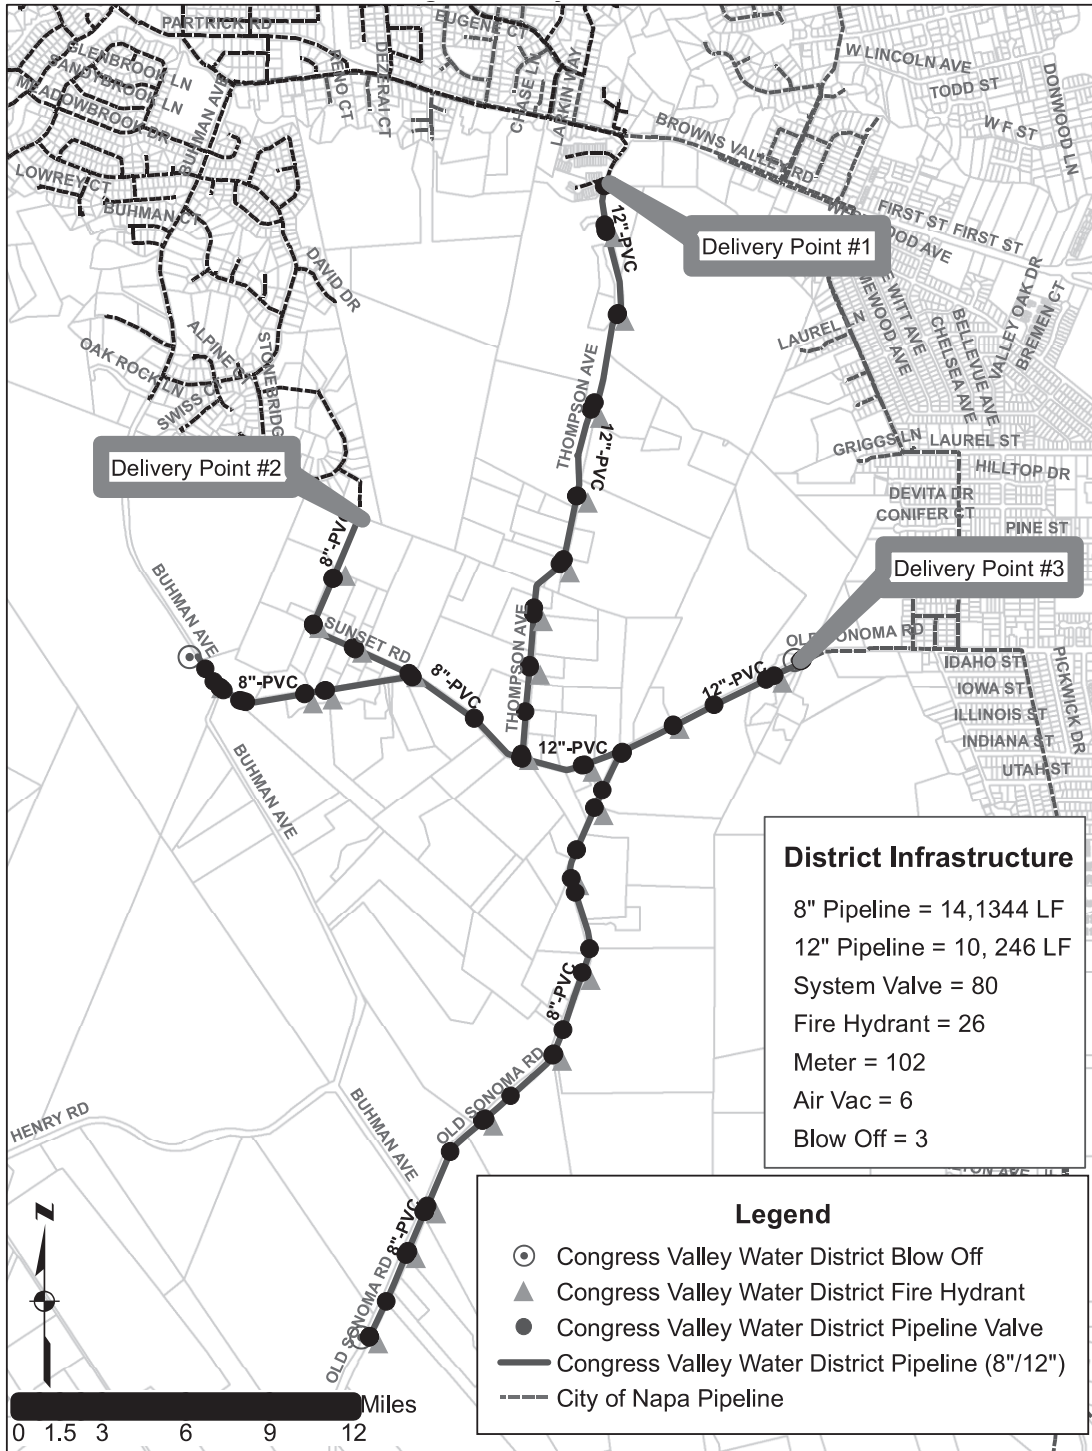 PARTRICK RD
EUGENE CT
GLENBROOK LN
SANDYBROOK LN
MEADOWBROOK DR
BUHMAN AVE
RENO CT
DEZERAI CT
CHASE LN
LARKIN WAY
W LINCOLN AVE
TODD ST
W F ST
DONWOOD LN
BROWNS VALLEY RD
LOWREY CT
BUHMAN CT
12"-PVC
Delivery Point #1
FIRST ST
FIRST ST
DAVID DR
LAUREL LN
VALLEY OAK DR
BREMEN CT
BELLEVUE AVE
CHELSEA AVE
ALPINE CT
OAK ROCK LN
SWISS CT
STONEBRIDG
THOMPSON AVE
12"-PVC
GRIGGS LN
LAUREL ST
HILLTOP DR
Delivery Point #2
DEVITA DR
CONIFER CT
PINE ST
8"-PVC
Delivery Point #3
BUHMAN AVE
SUNSET RD
THOMPSON AVE
OLD SONOMA RD
IDAHO ST
PICKWICK DR
8"-PVC
8"-PVC
12"-PVC
IOWA ST
ILLINOIS ST
INDIANA ST
UTAH ST
12"-PVC
BUHMAN AVE
District Infrastructure
8" Pipeline = 14,1344 LF
12" Pipeline = 10, 246 LF
System Valve = 80
Fire Hydrant = 26
Meter = 102
Air Vac = 6
Blow Off = 3
8"-PVC
OLD SONOMA RD
HENRY RD
BUHMAN AVE
8"-PVC
OLD SONOMA RD
Legend
Congress Valley Water District Blow Off
Congress Valley Water District Fire Hydrant
Congress Valley Water District Pipeline Valve
Congress Valley Water District Pipeline (8"/12")
City of Napa Pipeline
Z
Miles
0 1.5 3 6 9 12